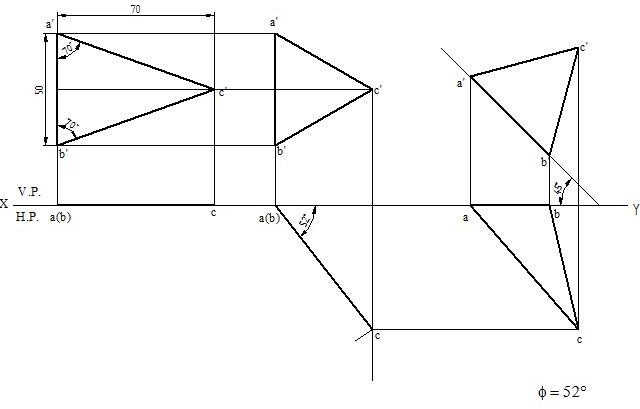 70
a'
a'
c'
70°
a'
50
c'
c'
70°
b'
b'
b
45°
V.P.
X
Y
H.P. a(b)
c
a(b)
52°
a
b
c
c
ϕ = 52°